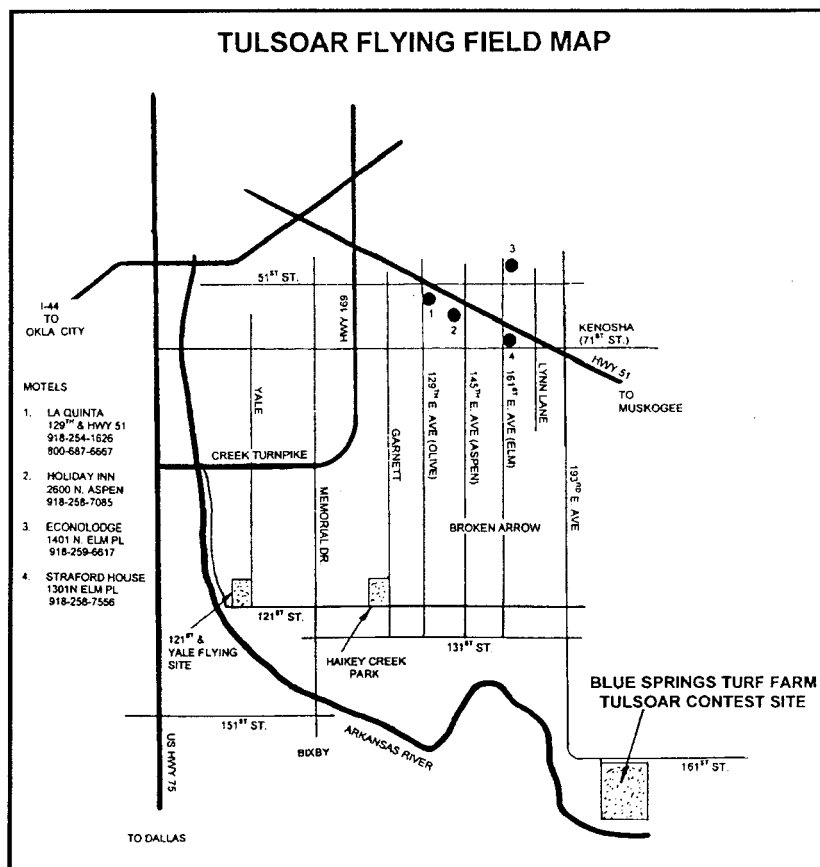 TULSOAR FLYING FIELD MAP
I-44
TO
OKLA CITY
51ST ST.
HWY 169
3
1
2
4
KENOSHA
(71ST ST.)
HWY 51
TO
MUSKOGEE
YALE
GARNETT
129TH E. AVE (OLIVE)
145TH E. AVE (ASPEN)
161ST E. AVE (ELM)
LYNN LANE
193RD E. AVE
MOTELS
1. LA QUINTA
129TH & HWY 51
918-254-1626
800-687-6667
2. HOLIDAY INN
2600 N. ASPEN
918-258-7085
3. ECONOLODGE
1401 N. ELM PL
918-259-6617
4. STRAFORD HOUSE
1301N ELM PL
918-258-7556
CREEK TURNPIKE
MEMORIAL DR
BROKEN ARROW
121ST ST.
121ST &
YALE FLYING
SITE
HAIKEY CREEK
PARK
131ST ST.
BLUE SPRINGS TURF FARM
TULSOAR CONTEST SITE
151ST ST.
BIXBY
ARKANSAS RIVER
US HWY 75
161ST ST.
TO DALLAS